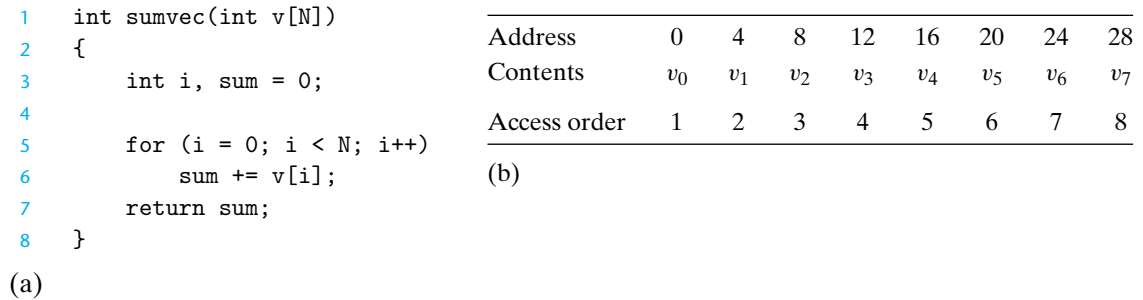 1 int sumvec(int v[N])
2 {
3 int i, sum = 0;
4
5 for (i = 0; i < N; i++)
6 sum += v[i];
7 return sum;
8 }
(a)
Address 0 4 8 12 16 20 24 28
Contents v0 v1 v2 v3 v4 v5 v6 v7
Access order 1 2 3 4 5 6 7 8
(b)